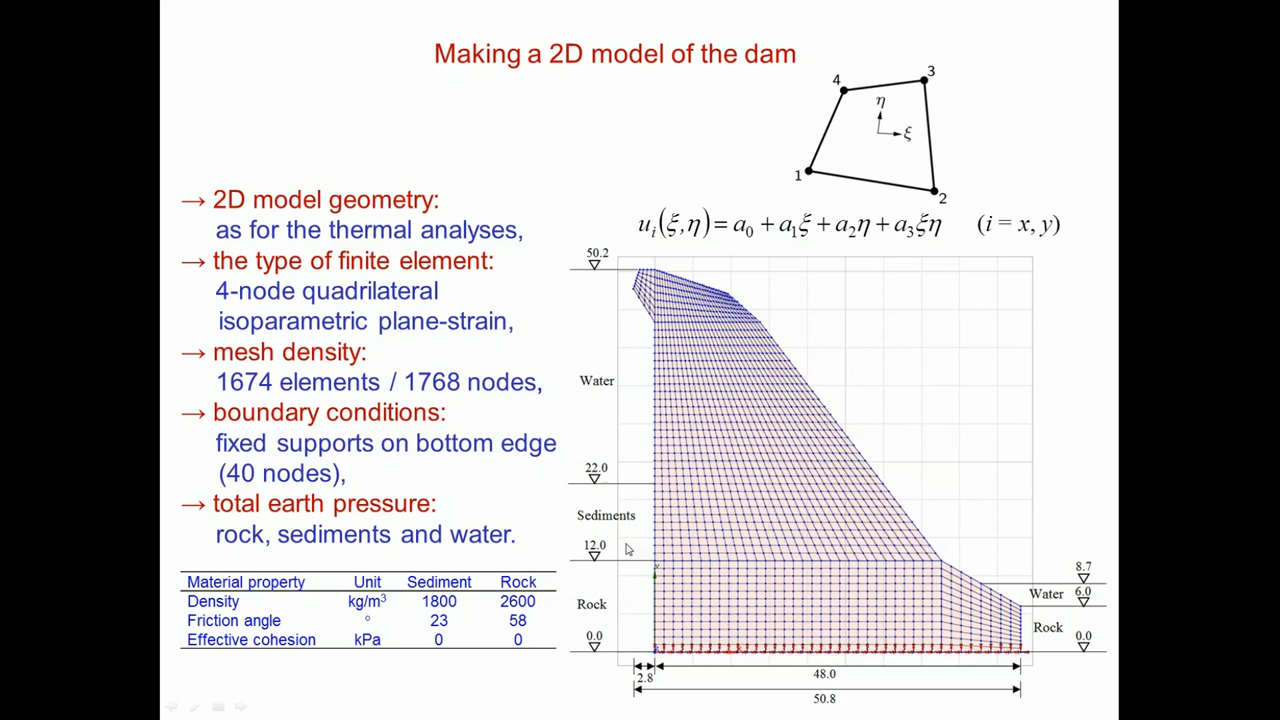 Making a 2D model of the dam
4
3
η
ξ
1
2
u_i(ξ,η) = a_0 + a_1ξ + a_2η + a_3ξη (i = x, y)
→ 2D model geometry:
as for the thermal analyses,
→ the type of finite element:
4-node quadrilateral
isoparametric plane-strain,
→ mesh density:
1674 elements / 1768 nodes,
→ boundary conditions:
fixed supports on bottom edge
(40 nodes),
→ total earth pressure:
rock, sediments and water.
Material property Unit Sediment Rock
Density kg/m³ 1800 2600
Friction angle ° 23 58
Effective cohesion kPa 0 0
50.2
Water
22.0
Sediments
12.0
Rock
0.0
8.7
Water 6.0
Rock
0.0
2.8
48.0
50.8